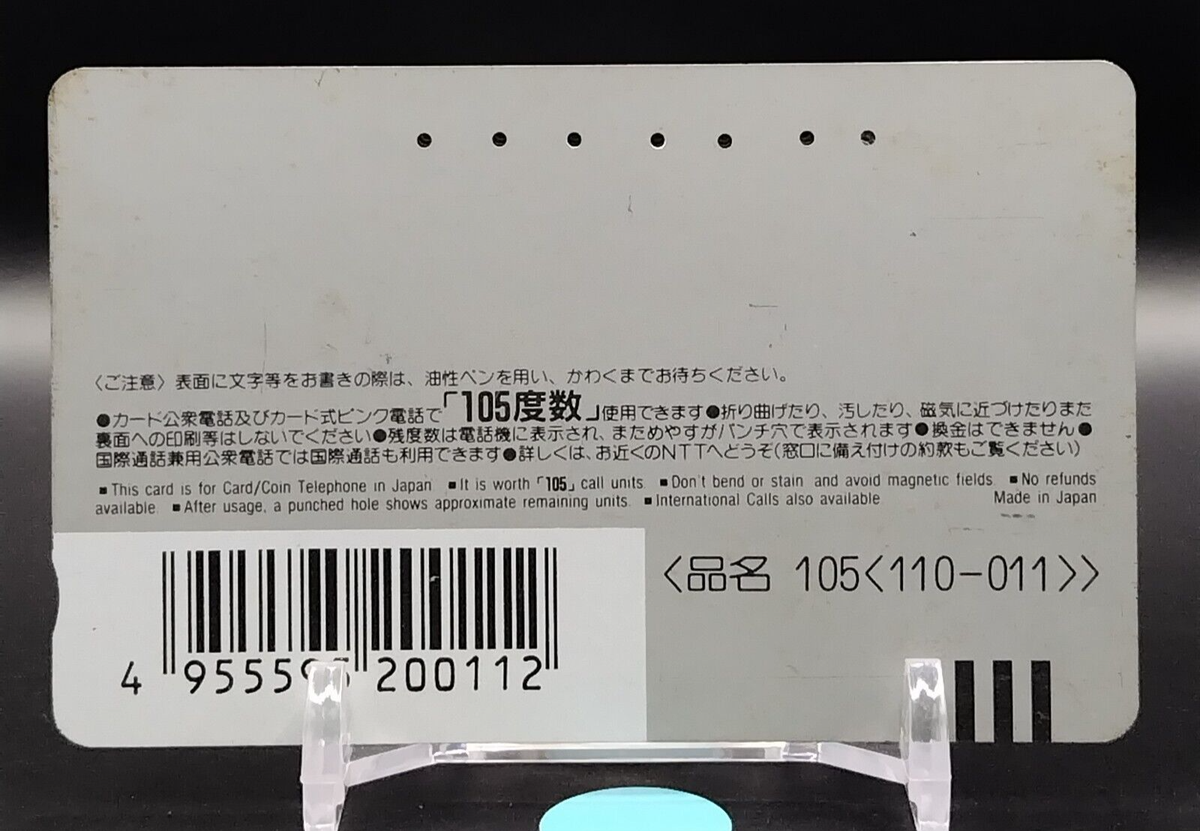 〈ご注意〉表面に文字等をお書きの際は、油性ペンを用い、かわくまでお待ちください。
●カード公衆電話及びカード式ピンク電話で「105度数」使用できます●折り曲げたり、汚したり、磁気に近づけたりまた
裏面への印刷等はしないでください●残度数は電話機に表示され、まためやすがパンチ穴で表示されます●換金はできません●
国際通話兼用公衆電話では国際通話も利用できます●詳しくは、お近くのNTTへどうぞ(窓口に備え付けの約款もご覧ください)
■This card is for Card/Coin Telephone in Japan ■It is worth「105」call units. ■Don't bend or stain and avoid magnetic fields. ■No refunds
available. ■After usage, a punched hole shows approximate remaining units. ■International Calls also available. Made in Japan
<品名 105<110-011>>
4 955595 200112